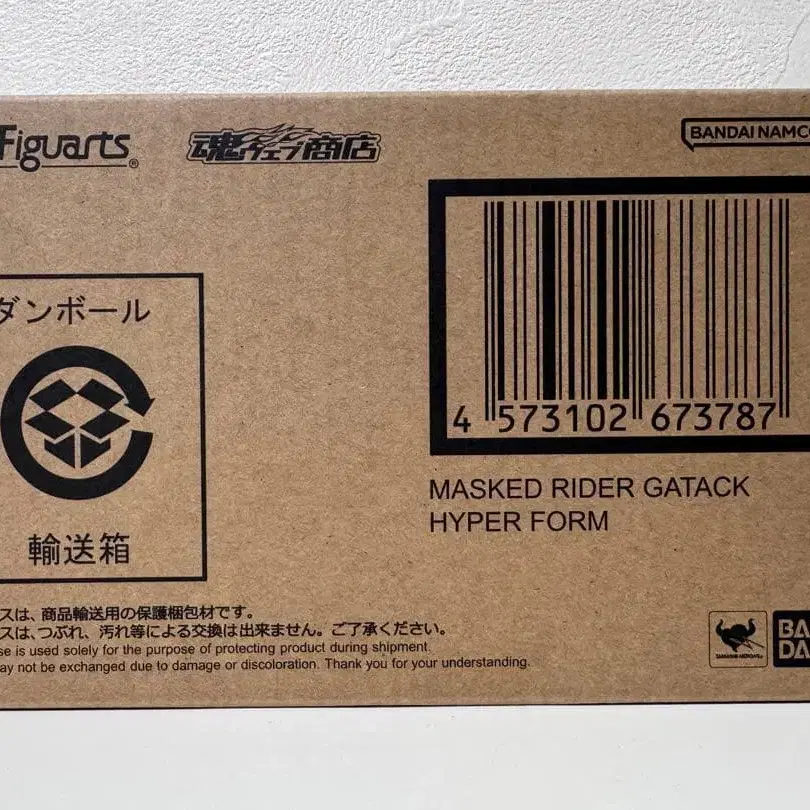 Figuarts®
魂ウェブ商店
BANDAI NAMCO
ダンボール
輸送箱
4 573102 673787
MASKED RIDER GATACK
HYPER FORM
スは、商品輸送用の保護梱包材です。
スは、つぶれ、汚れ等による交換は出来ません。ご了承ください。
se is used solely for the purpose of protecting product during shipment.
ay not be exchanged due to damage or discoloration. Thank you for your understanding.
TAMASHII NATIONS
BA
DA